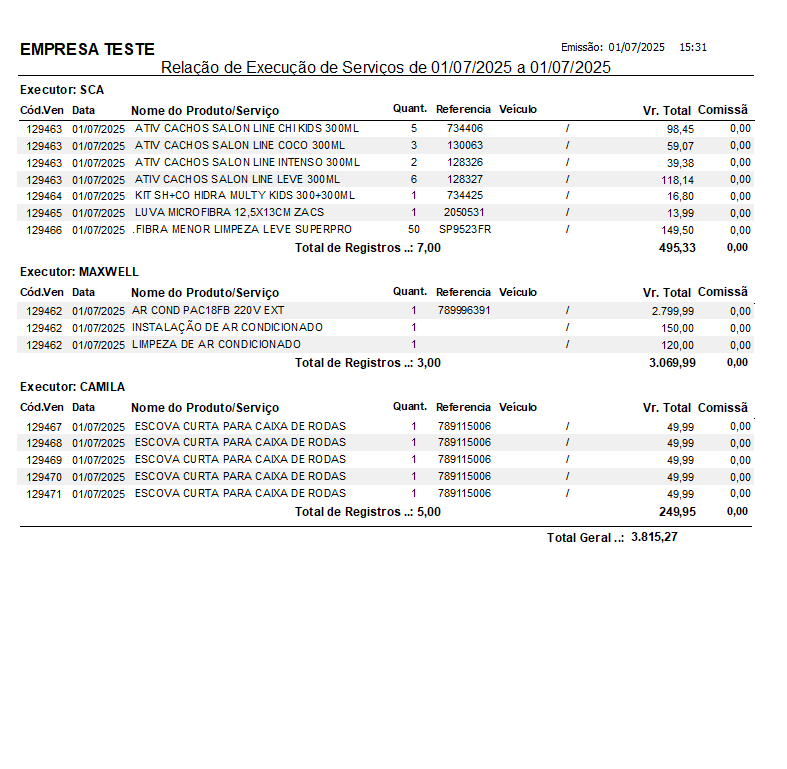 EMPRESA TESTE Emissão: 01/07/2025 15:31
Relação de Execução de Serviços de 01/07/2025 a 01/07/2025
Executor: SCA
Cód.Ven Data Nome do Produto/Serviço Quant. Referencia Veículo Vr. Total Comissã
129463 01/07/2025 ATIV CACHOS SALON LINE CHI KIDS 300ML 5 734406 / 98,45 0,00
129463 01/07/2025 ATIV CACHOS SALON LINE COCO 300ML 3 130063 / 59,07 0,00
129463 01/07/2025 ATIV CACHOS SALON LINE INTENSO 300ML 2 128326 / 39,38 0,00
129463 01/07/2025 ATIV CACHOS SALON LINE LEVE 300ML 6 128327 / 118,14 0,00
129464 01/07/2025 KIT SH+CO HIDRA MULTY KIDS 300+300ML 1 734425 / 16,80 0,00
129465 01/07/2025 LUVA MICROFIBRA 12,5X13CM ZACS 1 2050531 / 13,99 0,00
129466 01/07/2025 .FIBRA MENOR LIMPEZA LEVE SUPERPRO 50 SP9523FR / 149,50 0,00
Total de Registros ..: 7,00 495,33 0,00
Executor: MAXWELL
Cód.Ven Data Nome do Produto/Serviço Quant. Referencia Veículo Vr. Total Comissã
129462 01/07/2025 AR COND PAC18FB 220V EXT 1 789996391 / 2.799,99 0,00
129462 01/07/2025 INSTALAÇÃO DE AR CONDICIONADO 1 / 150,00 0,00
129462 01/07/2025 LIMPEZA DE AR CONDICIONADO 1 / 120,00 0,00
Total de Registros ..: 3,00 3.069,99 0,00
Executor: CAMILA
Cód.Ven Data Nome do Produto/Serviço Quant. Referencia Veículo Vr. Total Comissã
129467 01/07/2025 ESCOVA CURTA PARA CAIXA DE RODAS 1 789115006 / 49,99 0,00
129468 01/07/2025 ESCOVA CURTA PARA CAIXA DE RODAS 1 789115006 / 49,99 0,00
129469 01/07/2025 ESCOVA CURTA PARA CAIXA DE RODAS 1 789115006 / 49,99 0,00
129470 01/07/2025 ESCOVA CURTA PARA CAIXA DE RODAS 1 789115006 / 49,99 0,00
129471 01/07/2025 ESCOVA CURTA PARA CAIXA DE RODAS 1 789115006 / 49,99 0,00
Total de Registros ..: 5,00 249,95 0,00
Total Geral ..: 3.815,27